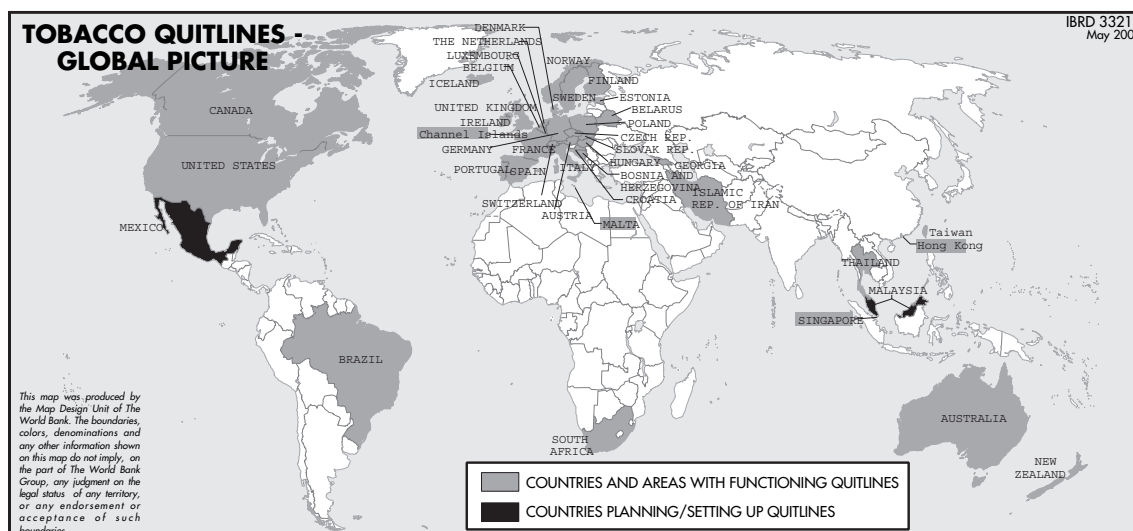 TOBACCO QUITLINES -
GLOBAL PICTURE
IBRD 3321
May 200
DENMARK
THE NETHERLANDS
LUXEMBOURG
BELGIUM
ICELAND
NORWAY
FINLAND
SWEDEN
ESTONIA
BELARUS
UNITED KINGDOM
IRELAND
Channel Islands
GERMANY
FRANCE
POLAND
CZECH REP.
SLOVAK REP.
HUNGARY
GEORGIA
BOSNIA AND
HERZEGOVINA
CROATIA
ISLAMIC
REP. OF IRAN
PORTUGAL
SPAIN
ITALY
SWITZERLAND
AUSTRIA
MALTA
CANADA
UNITED STATES
MEXICO
BRAZIL
Taiwan
Hong Kong
THAILAND
MALAYSIA
SINGAPORE
AUSTRALIA
NEW
ZEALAND
SOUTH
AFRICA
This map was produced by
the Map Design Unit of The
World Bank. The boundaries,
colors, denominations and
any other information shown
on this map do not imply, on
the part of The World Bank
Group, any judgment on the
legal status of any territory,
or any endorsement or
acceptance of such
boundaries
COUNTRIES AND AREAS WITH FUNCTIONING QUITLINES
COUNTRIES PLANNING/SETTING UP QUITLINES